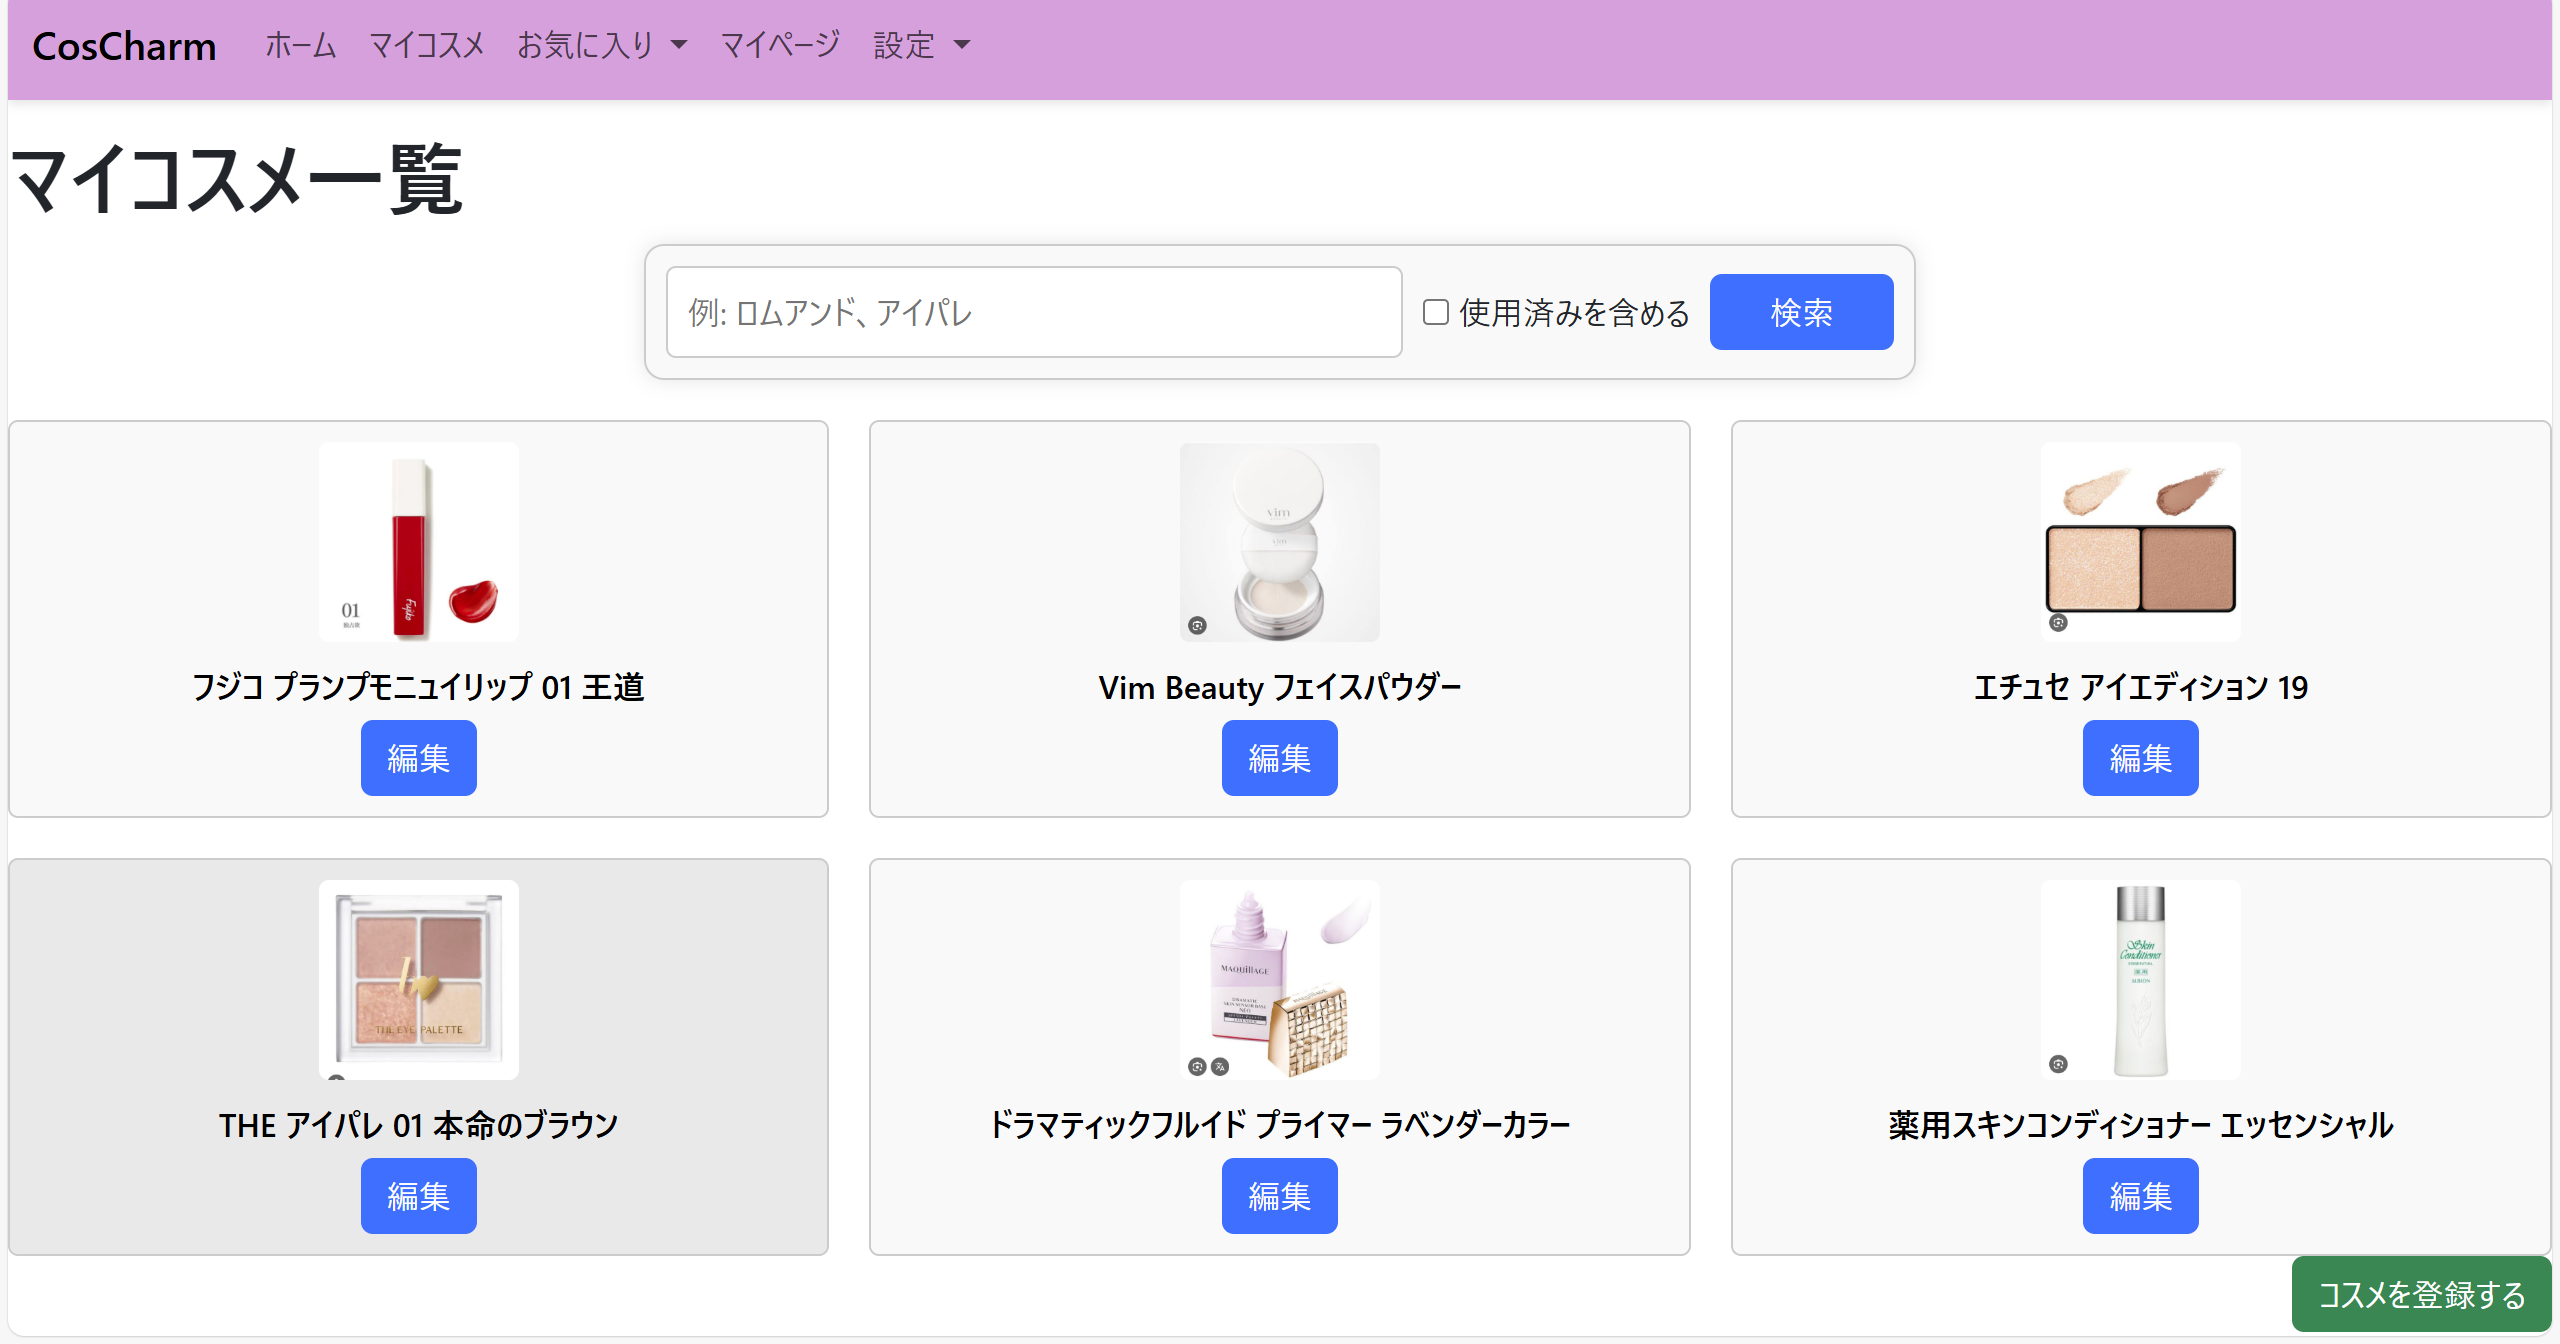 CosCharm ホーム マイコスメ お気に入り マイページ 設定
マイコスメ一覧
例: ロムアンド、アイパレ 使用済みを含める 検索
01
Fujiko
vim
フジコ プランプモニュイリップ 01 王道
Vim Beauty フェイスパウダー
エチュセ アイエディション 19
編集 編集 編集
THE EYE PALETTE
MAQUillAGE
DRAMATIC
SKIN SENSOR BASE
NEO
Skin
Conditioner
ESSENTIAL
薬用
ALBION
THE アイパレ 01 本命のブラウン
ドラマティックフルイド プライマー ラベンダーカラー
薬用スキンコンディショナー エッセンシャル
編集 編集 編集
コスメを登録する